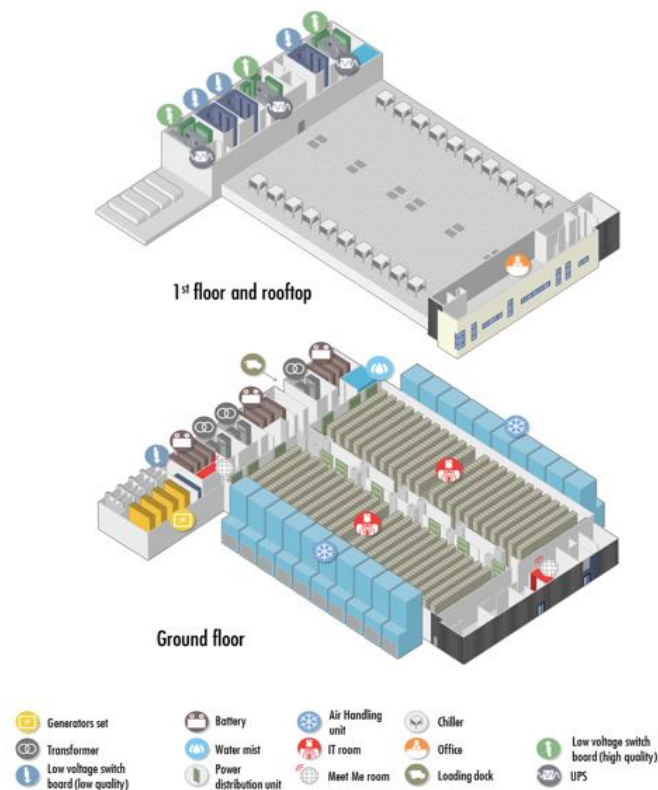 1st floor and rooftop
Ground floor
Generators set
Battery
Air Handling
unit
Chiller
Low voltage switch
board (high quality)
Transformer
Water mist
IT room
Office
UPS
Low voltage switch
board (low quality)
Power
distribution unit
Meet Me room
Loading dock